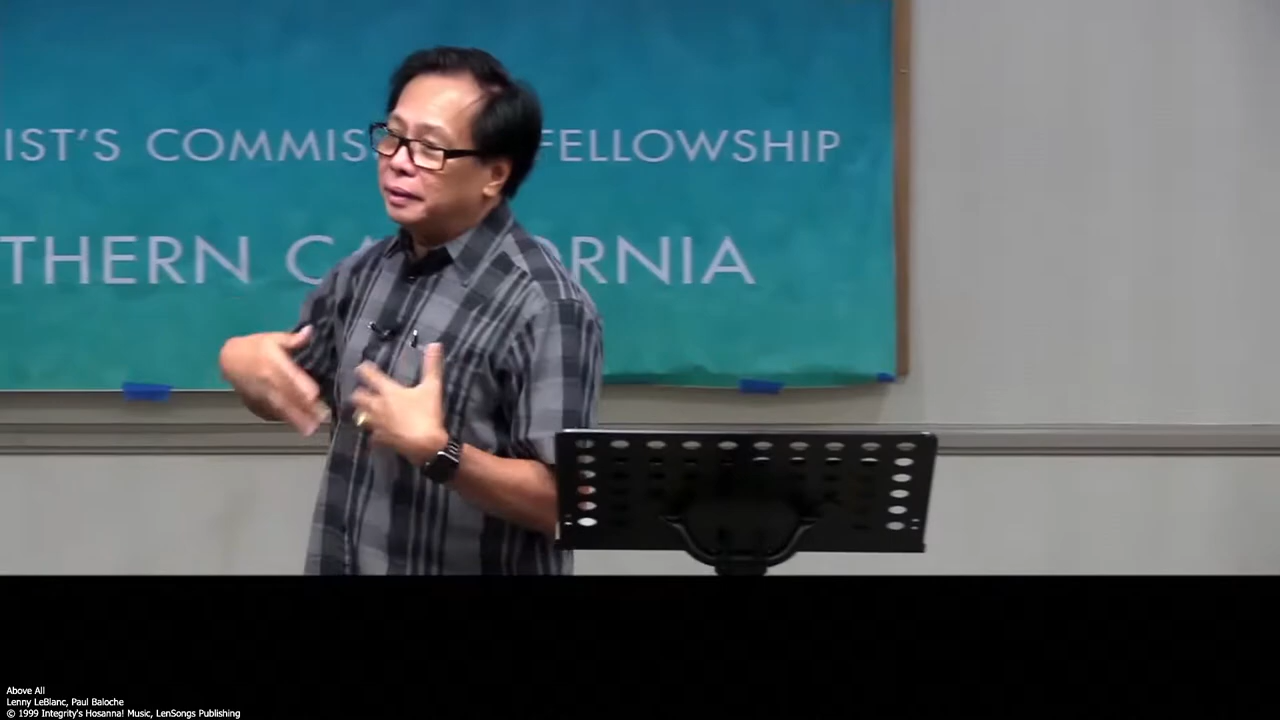 IST'S COMMIS FELLOWSHIP
THERN C RNIA
Above All
Lenny LeBlanc, Paul Baloche
© 1999 Integrity's Hosanna! Music, LenSongs Publishing